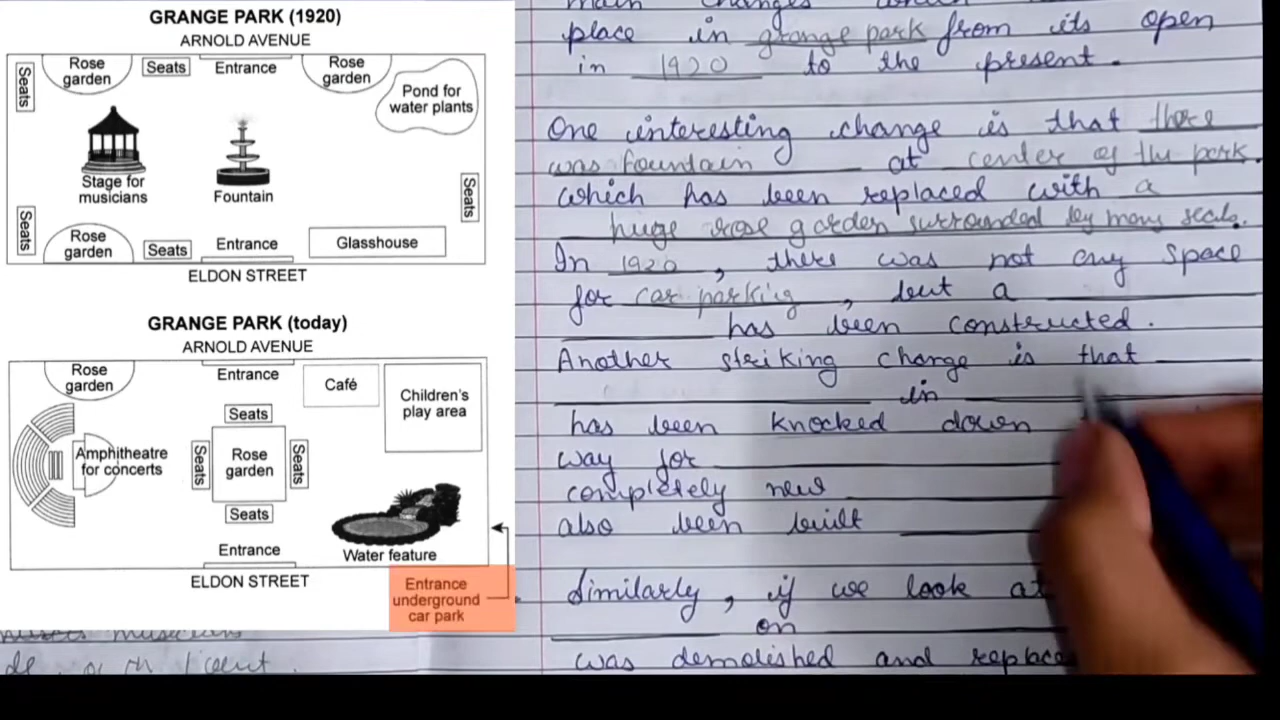 GRANGE PARK (1920)
ARNOLD AVENUE
Rose garden
Seats
Entrance
Rose garden
Seats
Pond for water plants
Stage for musicians
Fountain
Seats
Seats
Rose garden
Seats
Entrance
Glasshouse
ELDON STREET
GRANGE PARK (today)
ARNOLD AVENUE
Rose garden
Entrance
Café
Children's play area
Seats
Amphitheatre for concerts
Seats
Rose garden
Seats
Seats
Entrance
Water feature
ELDON STREET
Entrance underground car park
main changes which
place in grange park from its open
in 1920 to the present.
One interesting change is that there
was fountain at center of the park.
which has been replaced with a
huge rose garden surrounded by many seats.
In 1920, there was not any space
for car parking, but a
has been constructed.
Another striking change is that
in
has been knocked down
way for
completely new
also been built
Similarly, if we look at
on
was demolished and replaced
musicians